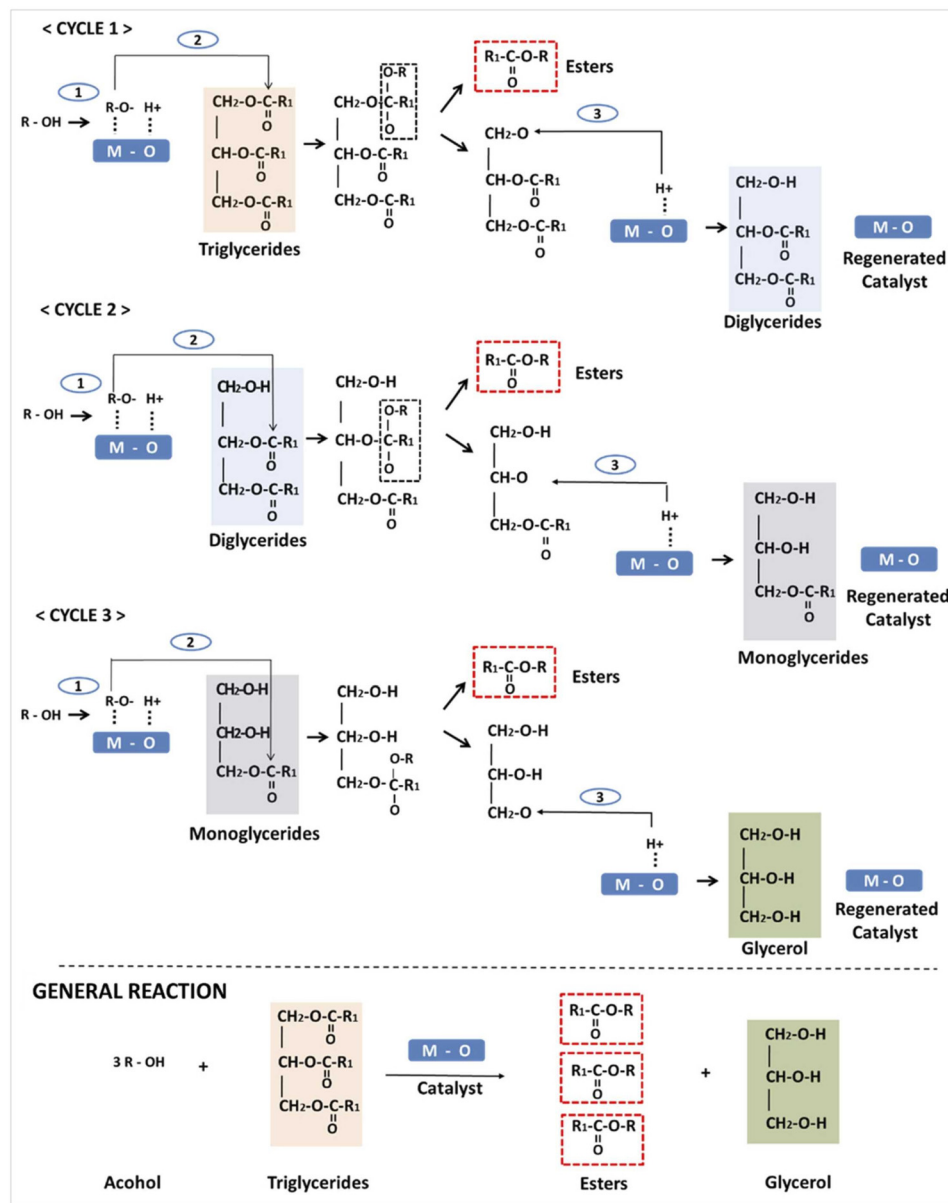 < CYCLE 1 >
2
1
R - OH
R-O- H+
M - O
CH₂-O-C-R₁
O
CH-O-C-R₁
O
CH₂-O-C-R₁
O
Triglycerides
O-R
CH₂-O-C-R₁
O
CH-O-C-R₁
O
CH₂-O-C-R₁
O
R₁-C-O-R
O
Esters
CH₂-O
CH-O-C-R₁
O
CH₂-O-C-R₁
O
3
H+
M - O
CH₂-O-H
CH-O-C-R₁
O
CH₂-O-C-R₁
O
Diglycerides
M - O
Regenerated
Catalyst
< CYCLE 2 >
2
1
R - OH
R-O- H+
M - O
CH₂-O-H
CH₂-O-C-R₁
O
CH₂-O-C-R₁
O
Diglycerides
CH₂-O-H
O-R
CH-O-C-R₁
O
CH₂-O-C-R₁
O
R₁-C-O-R
O
Esters
CH₂-O-H
CH-O
CH₂-O-C-R₁
O
3
H+
M - O
CH₂-O-H
CH-O-H
CH₂-O-C-R₁
O
Monoglycerides
M - O
Regenerated
Catalyst
< CYCLE 3 >
2
1
R - OH
R-O- H+
M - O
CH₂-O-H
CH₂-O-H
CH₂-O-C-R₁
O
Monoglycerides
CH₂-O-H
CH₂-O-H
O-R
CH₂-O-C-R₁
O
R₁-C-O-R
O
Esters
CH₂-O-H
CH-O-H
CH₂-O
3
H+
M - O
CH₂-O-H
CH-O-H
CH₂-O-H
Glycerol
M - O
Regenerated
Catalyst
GENERAL REACTION
3 R - OH
+
CH₂-O-C-R₁
O
CH-O-C-R₁
O
CH₂-O-C-R₁
O
M - O
Catalyst
R₁-C-O-R
O
R₁-C-O-R
O
R₁-C-O-R
O
+
CH₂-O-H
CH-O-H
CH₂-O-H
Acohol
Triglycerides
Esters
Glycerol